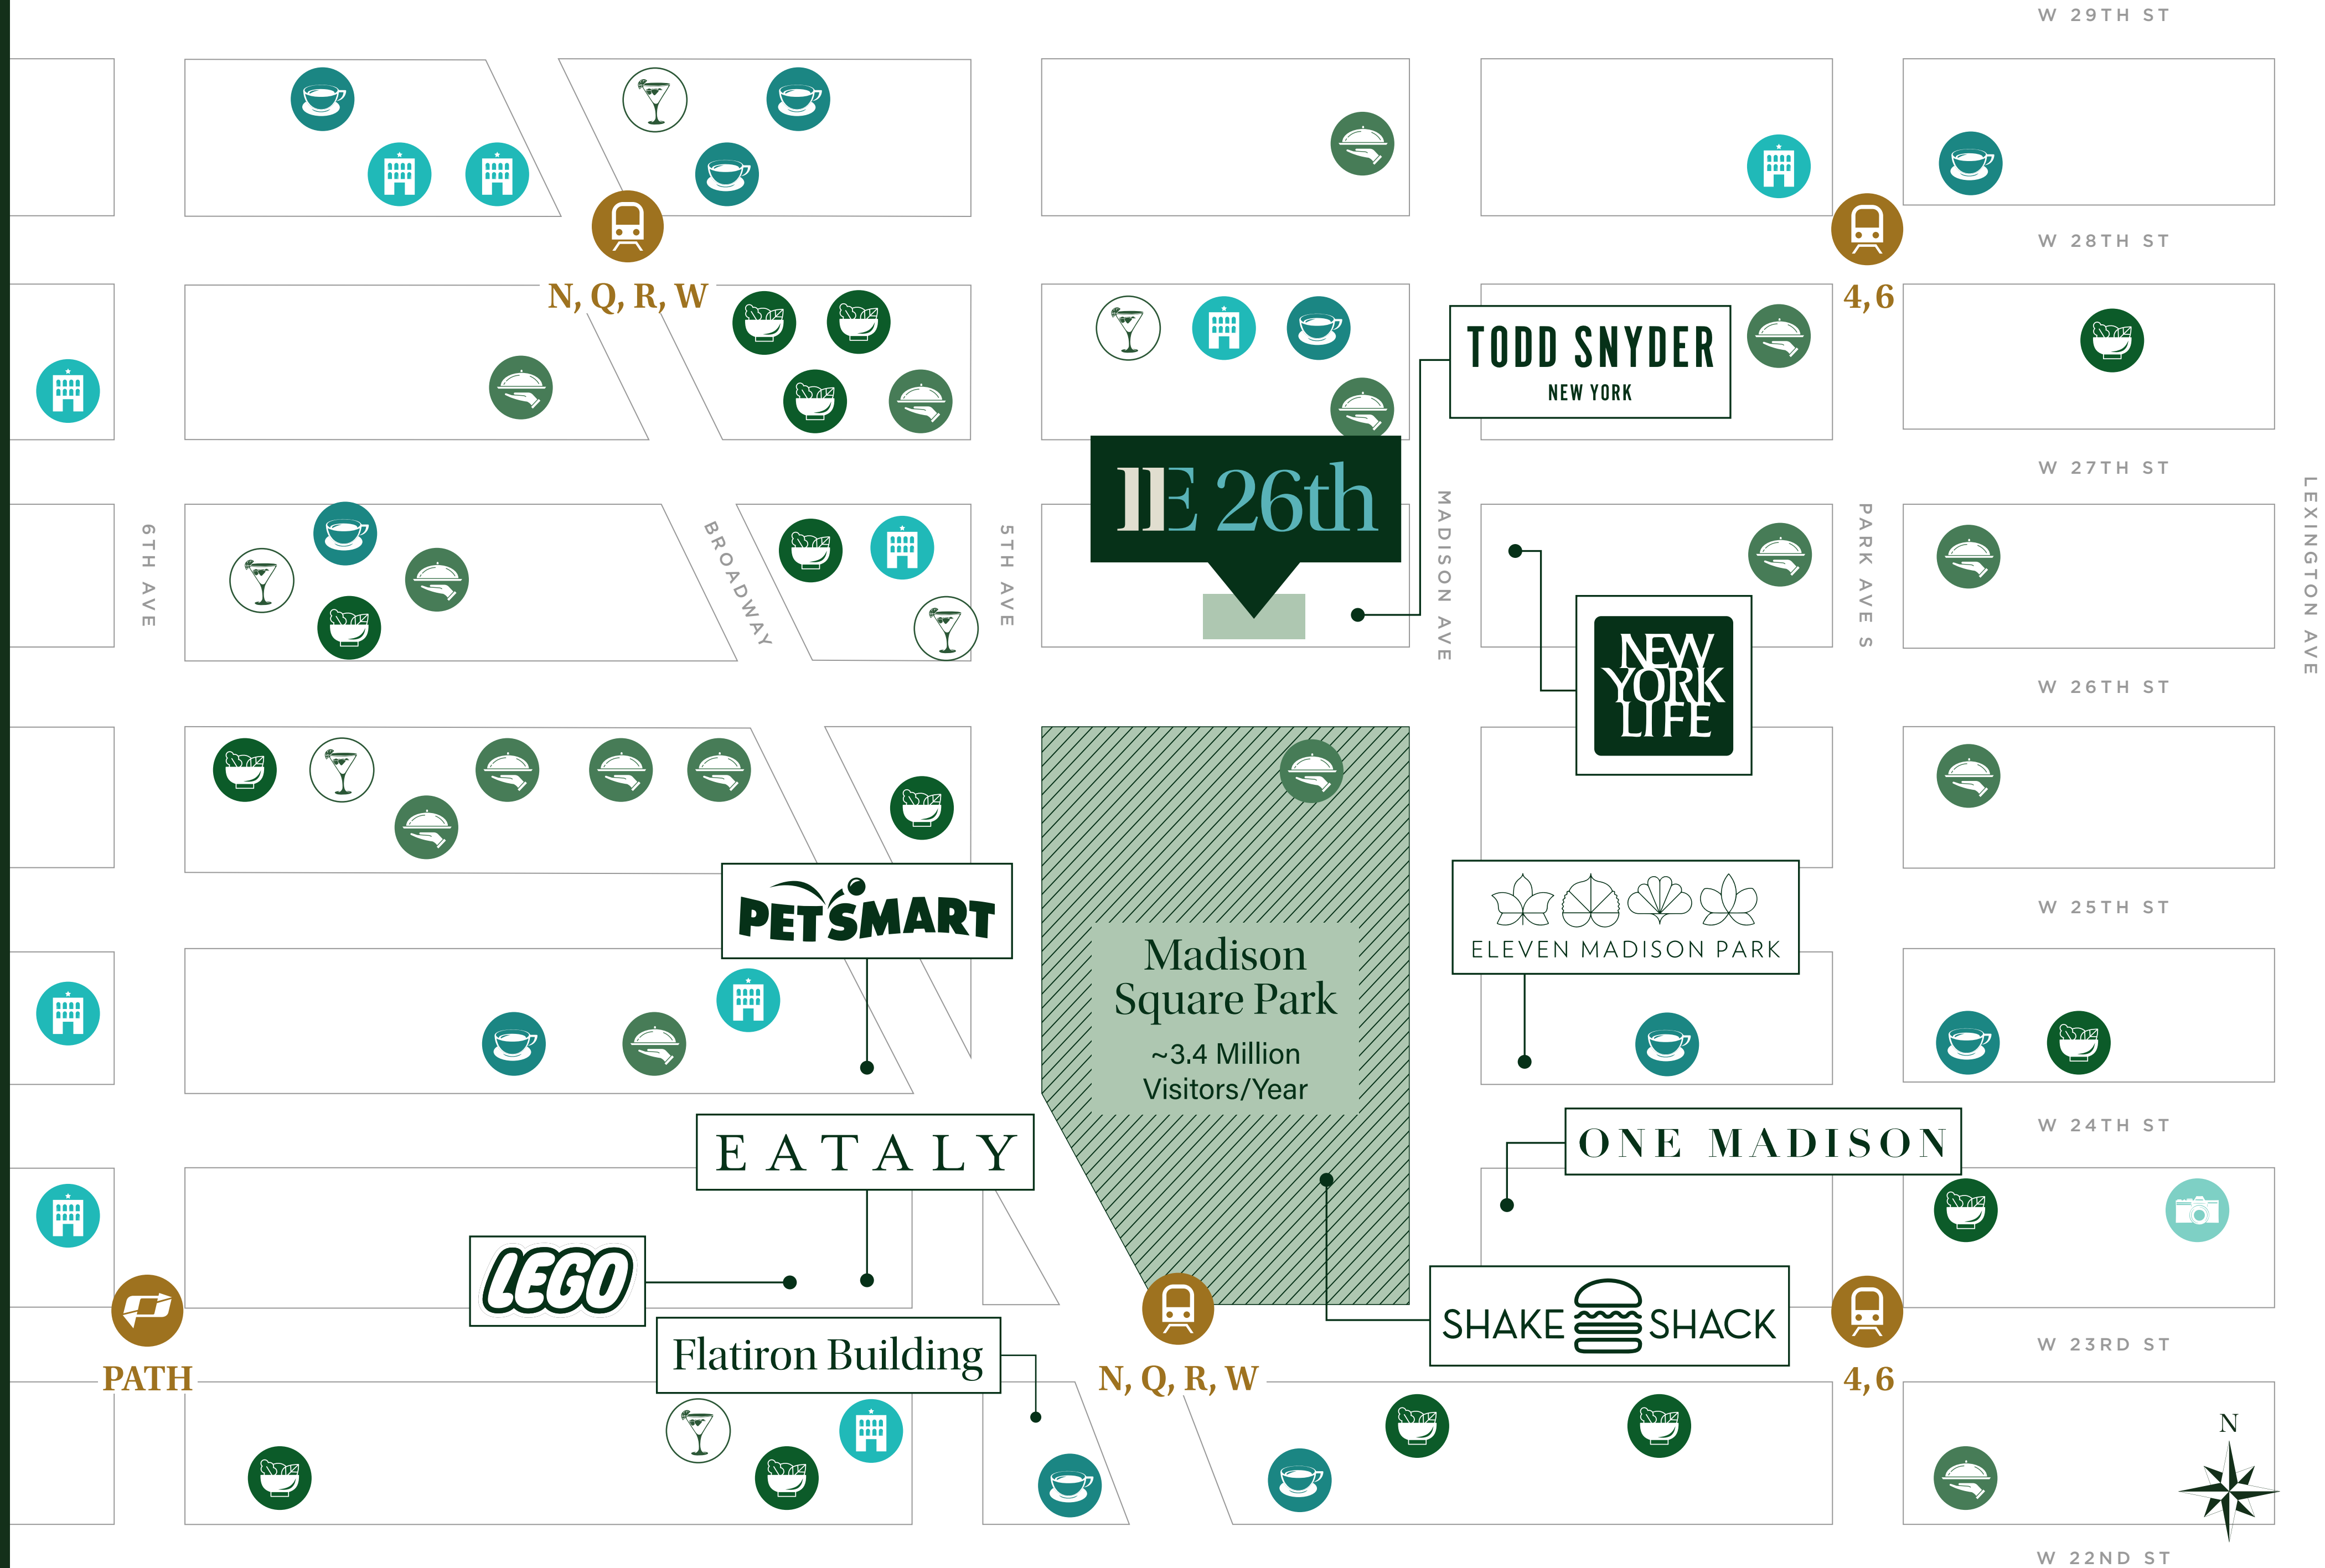 W 29TH ST
W 28TH ST
N, Q, R, W
4,6
TODD SNYDER
NEW YORK
IIE 26th
W 27TH ST
6TH AVE
BROADWAY
5TH AVE
MADISON AVE
PARK AVE S
LEXINGTON AVE
NEW
YORK
LIFE
W 26TH ST
PETSMART
ELEVEN MADISON PARK
W 25TH ST
Madison
Square Park
~3.4 Million
Visitors/Year
EATALY
ONE MADISON
W 24TH ST
LEGO
Flatiron Building
SHAKE SHACK
W 23RD ST
PATH
N, Q, R, W
4,6
N
W 22ND ST